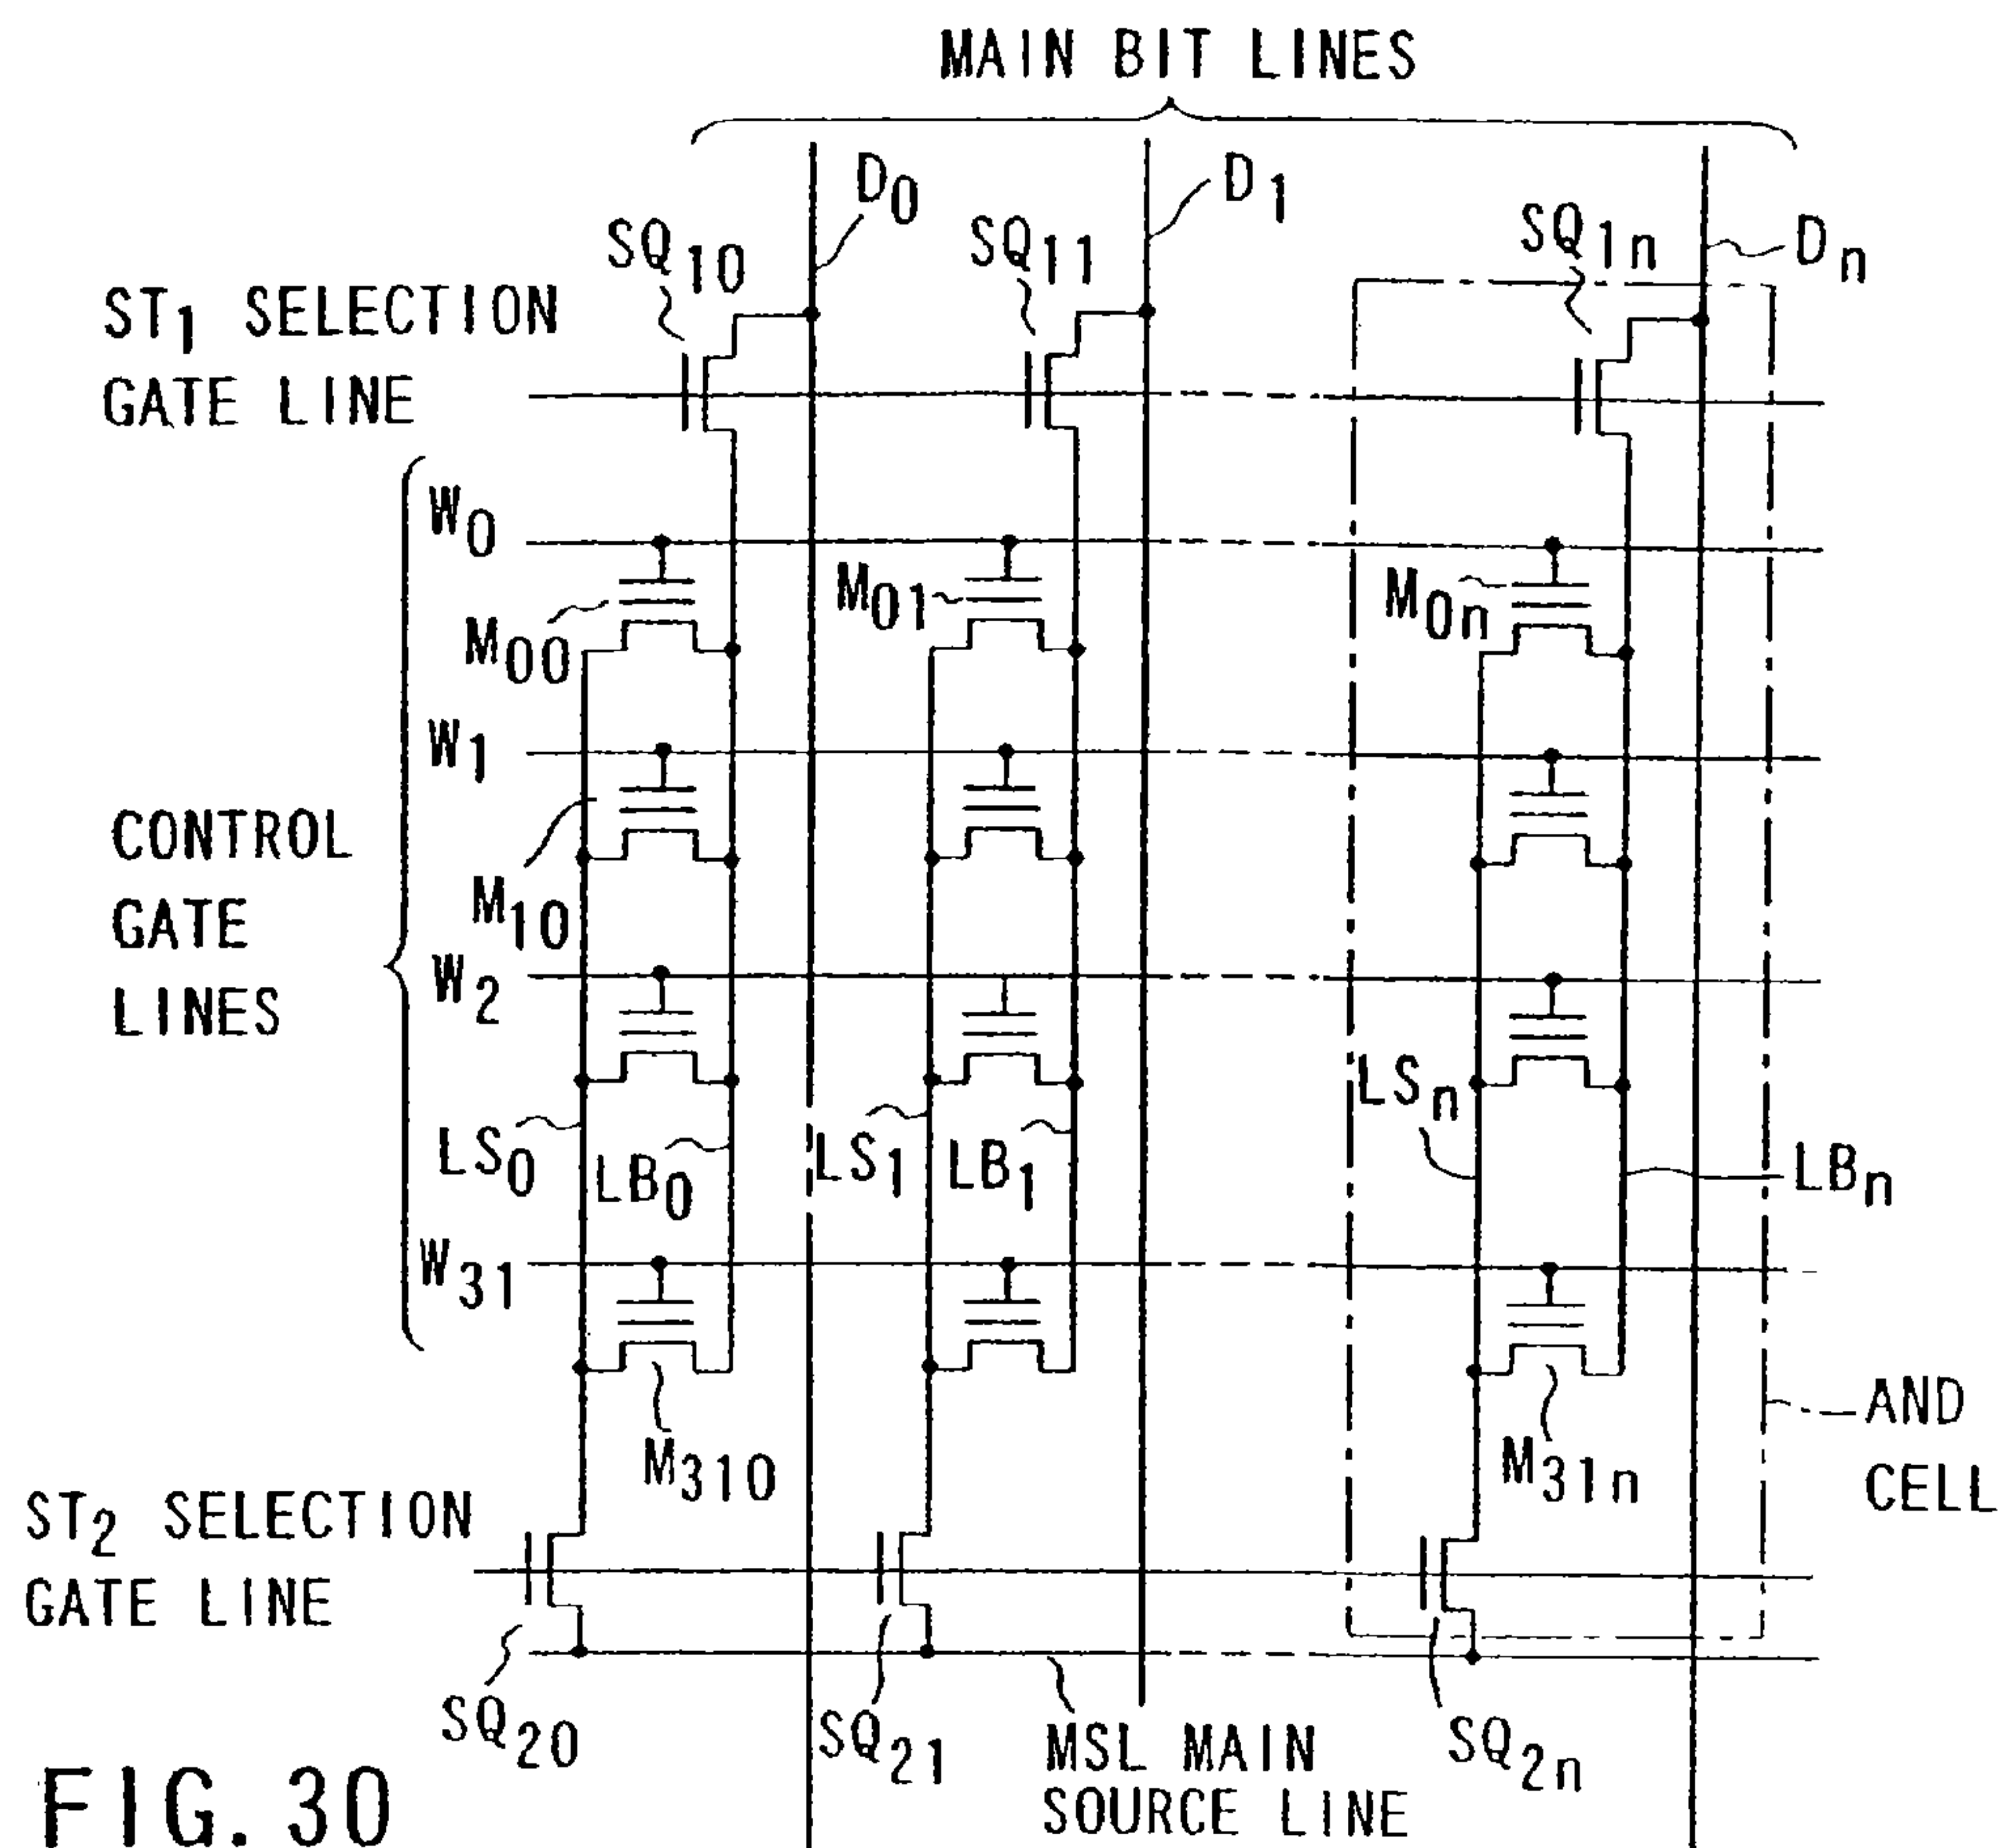 MAIN BIT LINES
D0
D1
Dn
SQ10
SQ11
SQ1n
ST1 SELECTION
GATE LINE
W0
M00
M01
M0n
W1
M10
CONTROL
GATE
LINES
W2
LS0
LB0
LS1
LB1
LSn
LBn
W31
M310
M31n
AND
CELL
ST2 SELECTION
GATE LINE
SQ20
SQ21
SQ2n
MSL MAIN
SOURCE LINE
FIG. 30